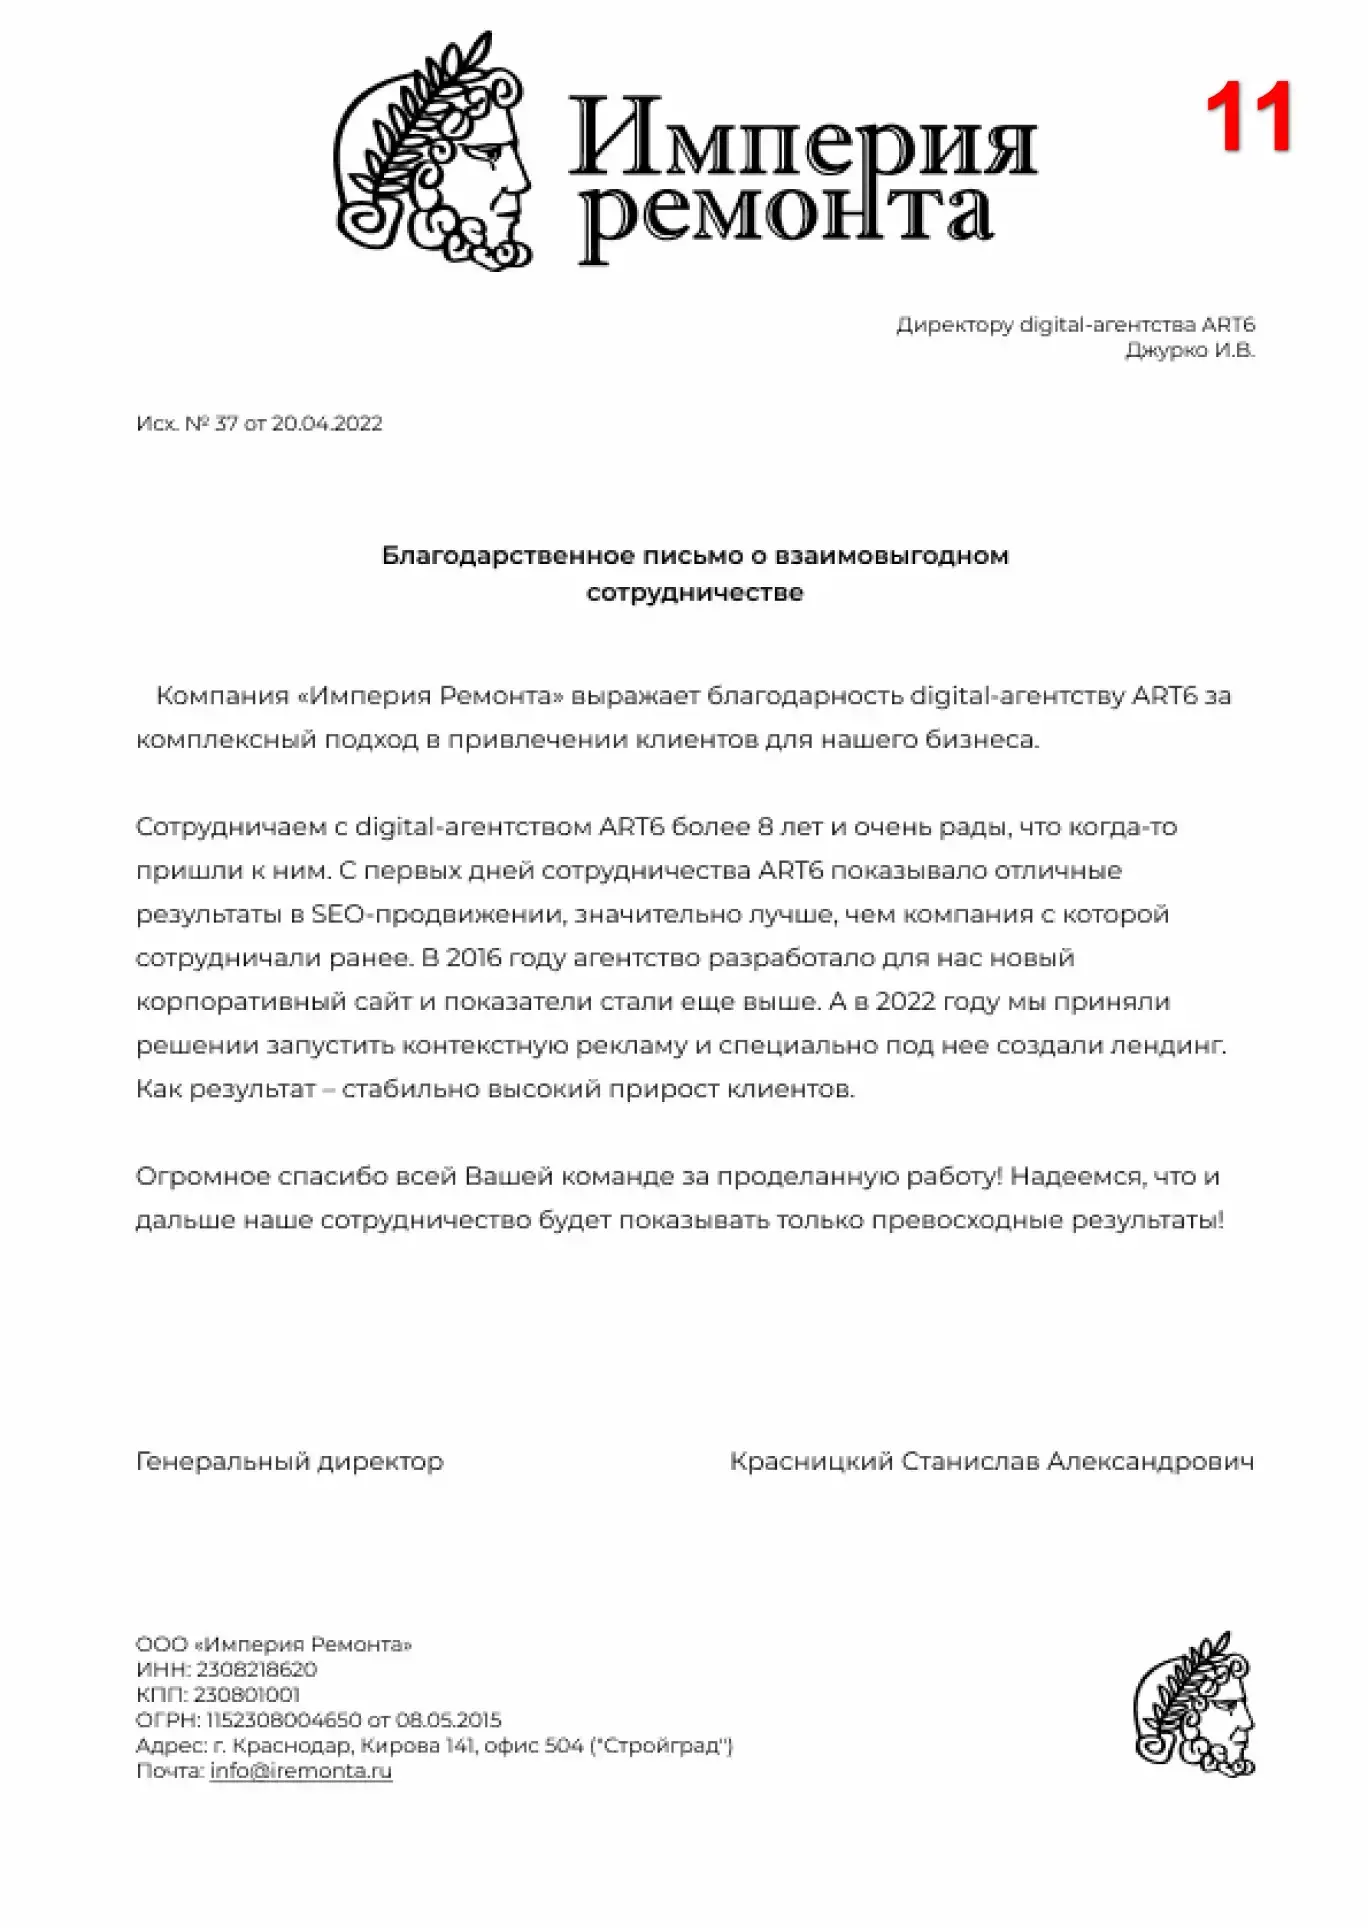 Империя
ремонта
11
Директору digital-агентства ART6
Джурко И.В.
Исх. № 37 от 20.04.2022
Благодарственное письмо о взаимовыгодном
сотрудничестве
Компания «Империя Ремонта» выражает благодарность digital-агентству ART6 за
комплексный подход в привлечении клиентов для нашего бизнеса.
Сотрудничаем с digital-агентством ART6 более 8 лет и очень рады, что когда-то
пришли к ним. С первых дней сотрудничества ART6 показывало отличные
результаты в SEO-продвижении, значительно лучше, чем компания с которой
сотрудничали ранее. В 2016 году агентство разработало для нас новый
корпоративный сайт и показатели стали еще выше. А в 2022 году мы приняли
решении запустить контекстную рекламу и специально под нее создали лендинг.
Как результат – стабильно высокий прирост клиентов.
Огромное спасибо всей Вашей команде за проделанную работу! Надеемся, что и
дальше наше сотрудничество будет показывать только превосходные результаты!
Генеральный директор Красницкий Станислав Александрович
ООО «Империя Ремонта»
ИНН: 2308218620
КПП: 230801001
ОГРН: 1152308004650 от 08.05.2015
Адрес: г. Краснодар, Кирова 141, офис 504 ("Стройград")
Почта: info@iremonta.ru